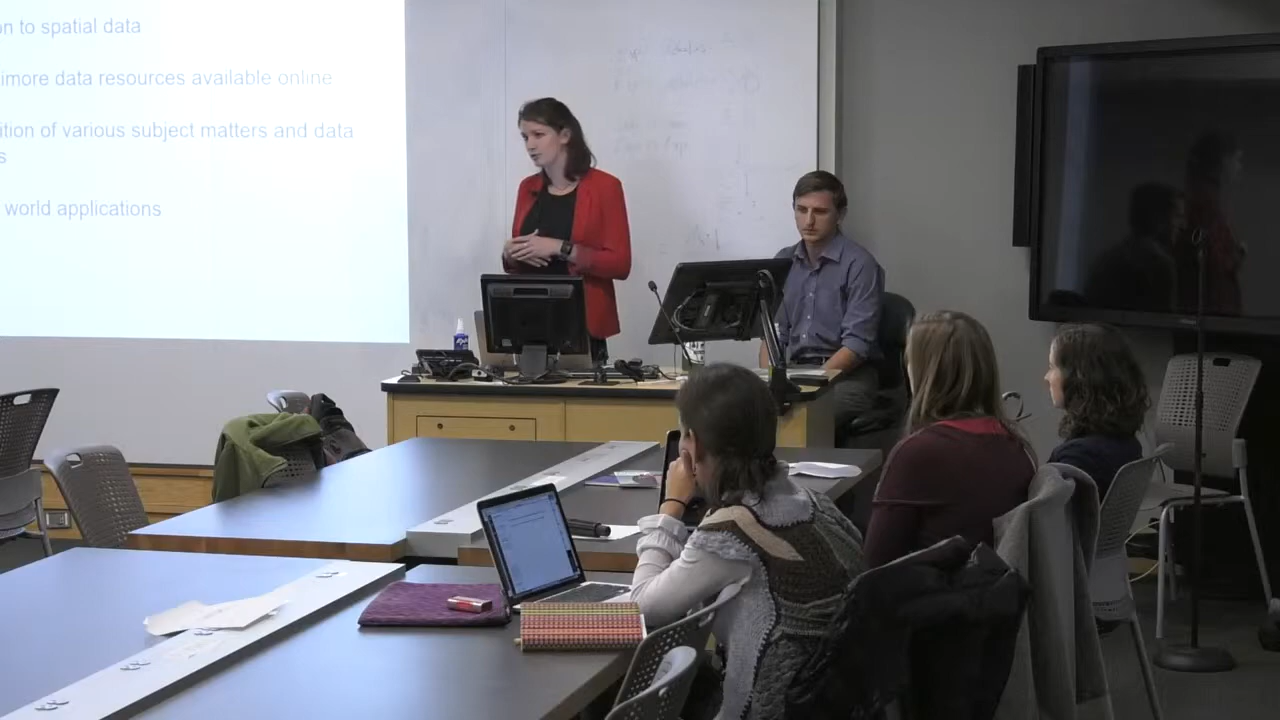 on to spatial data
imore data resources available online
ition of various subject matters and data
s
world applications